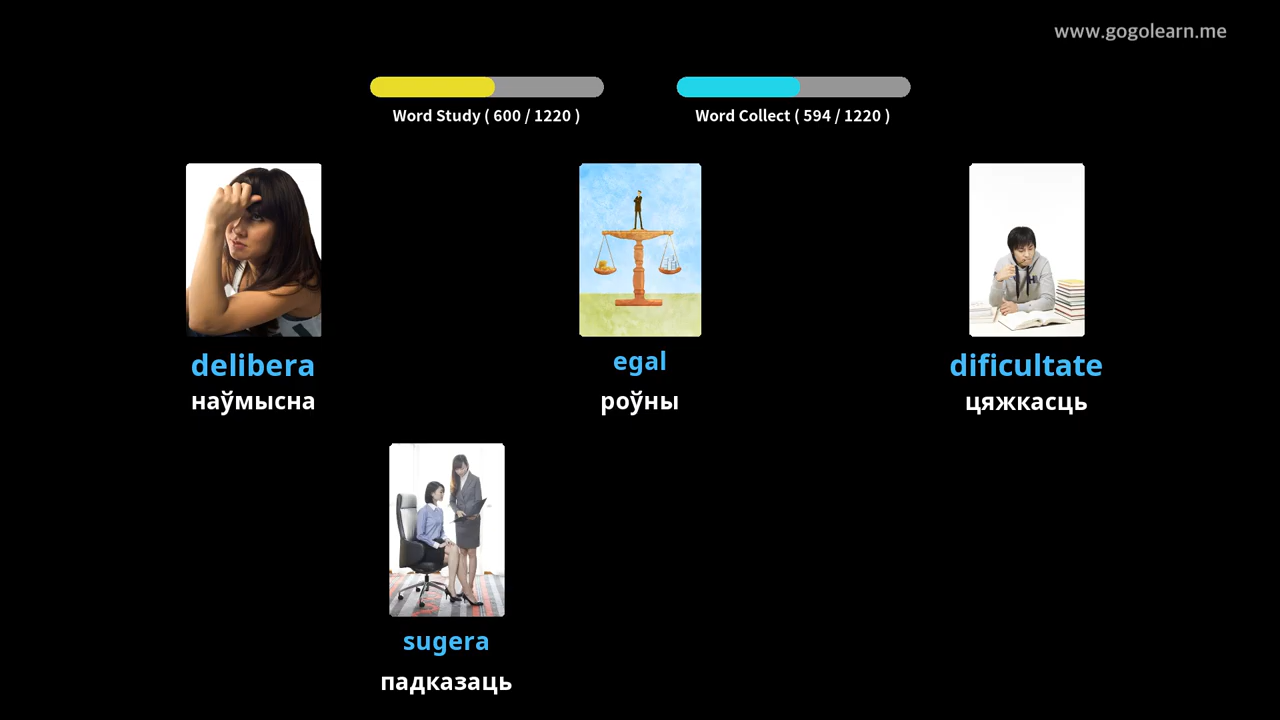 www.gogolearn.me
Word Study ( 600 / 1220 )
Word Collect ( 594 / 1220 )
delibera
наўмысна
egal
роўны
dificultate
цяжкасць
sugera
падказаць